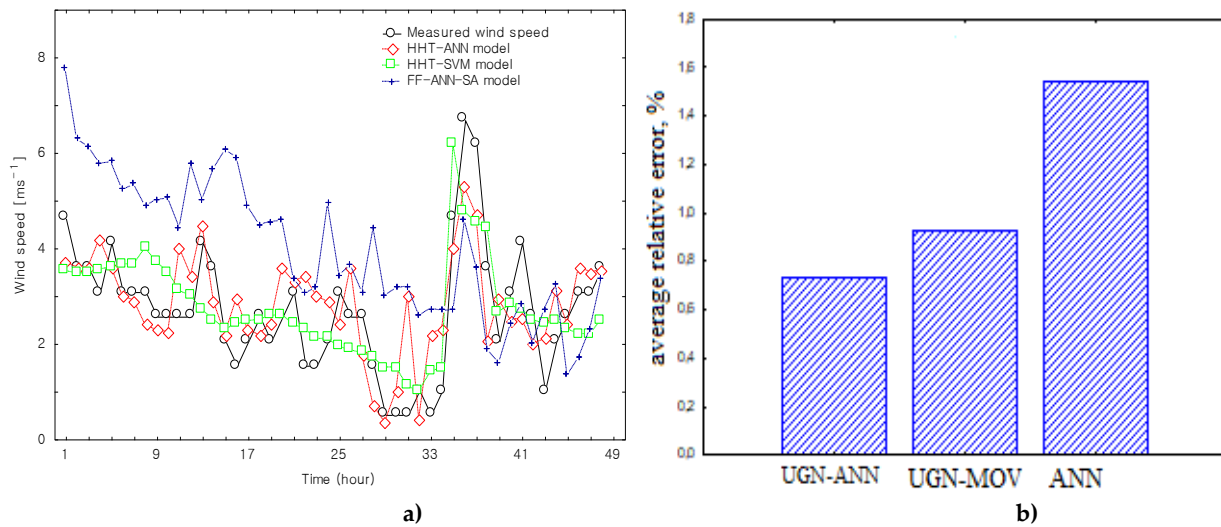 Measured wind speed
HHT-ANN model
HHT-SVM model
FF-ANN-SA model
8
6
4
2
0
Wind speed [ms⁻¹]
1 9 17 25 33 41 49
Time (hour)
a)
1,8
1,6
1,4
1,2
1,0
0,8
0,6
0,4
0,2
0,0
average relative error, %
UGN-ANN UGN-MOV ANN
b)